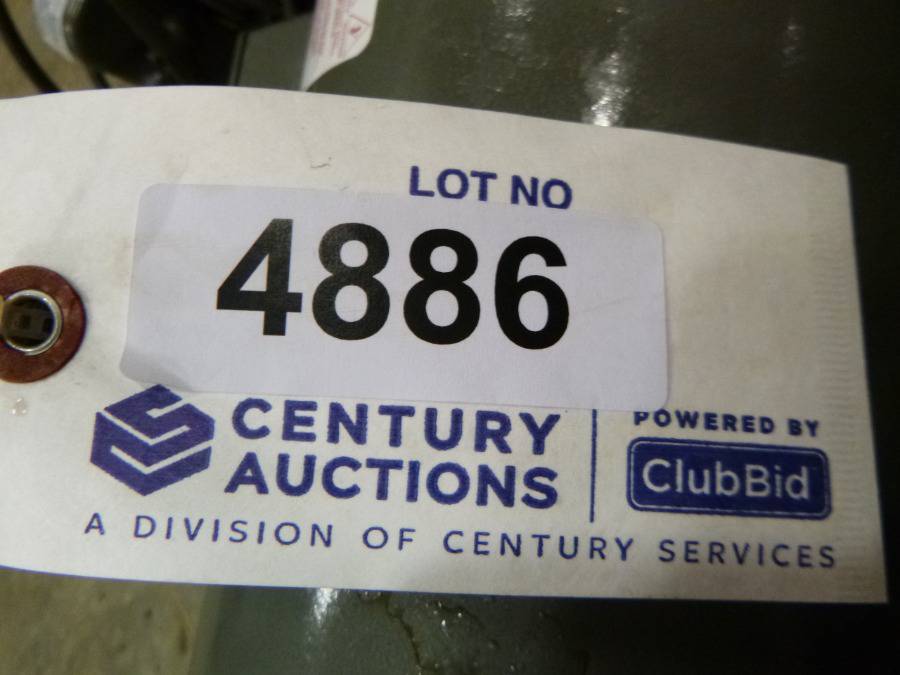 LOT NO
4886
CENTURY
AUCTIONS
POWERED BY
ClubBid
A DIVISION OF CENTURY SERVICES